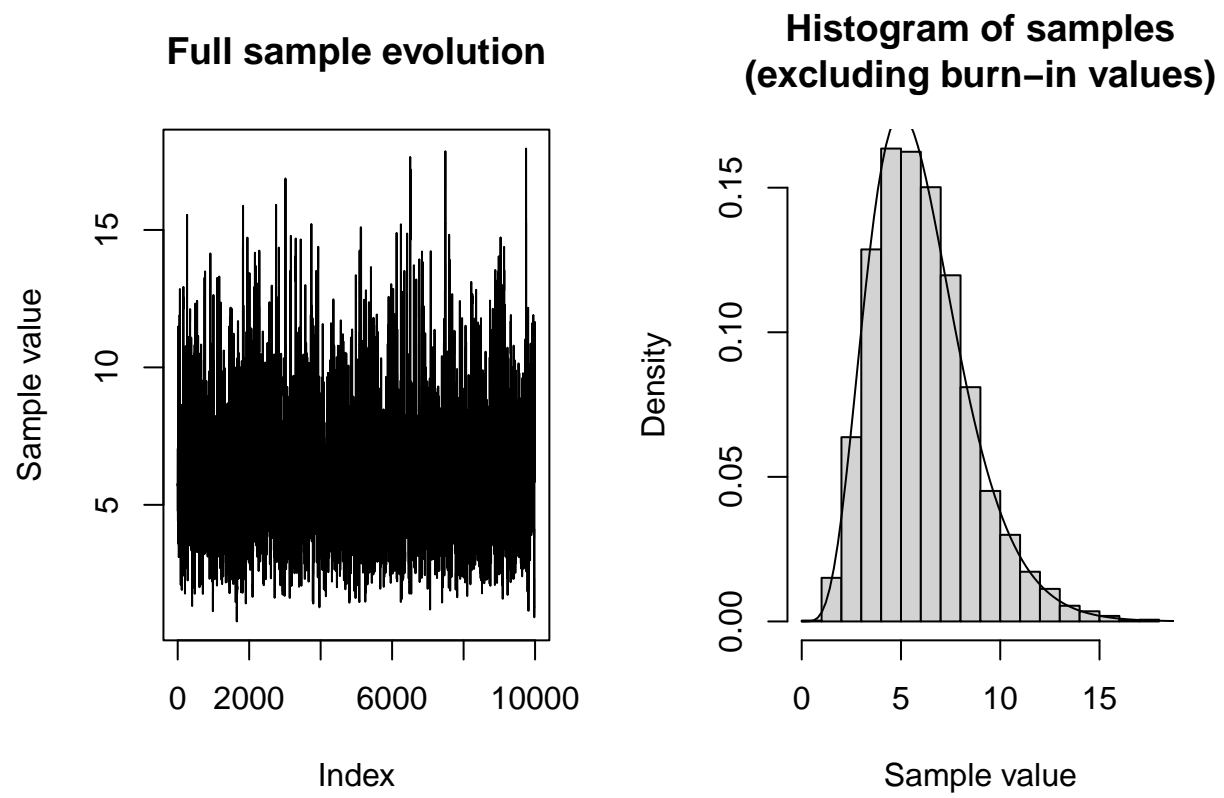 Full sample evolution
Sample value
15
10
5
0 2000 6000 10000
Index
Histogram of samples
(excluding burn−in values)
Density
0.15
0.10
0.05
0.00
0 5 10 15
Sample value